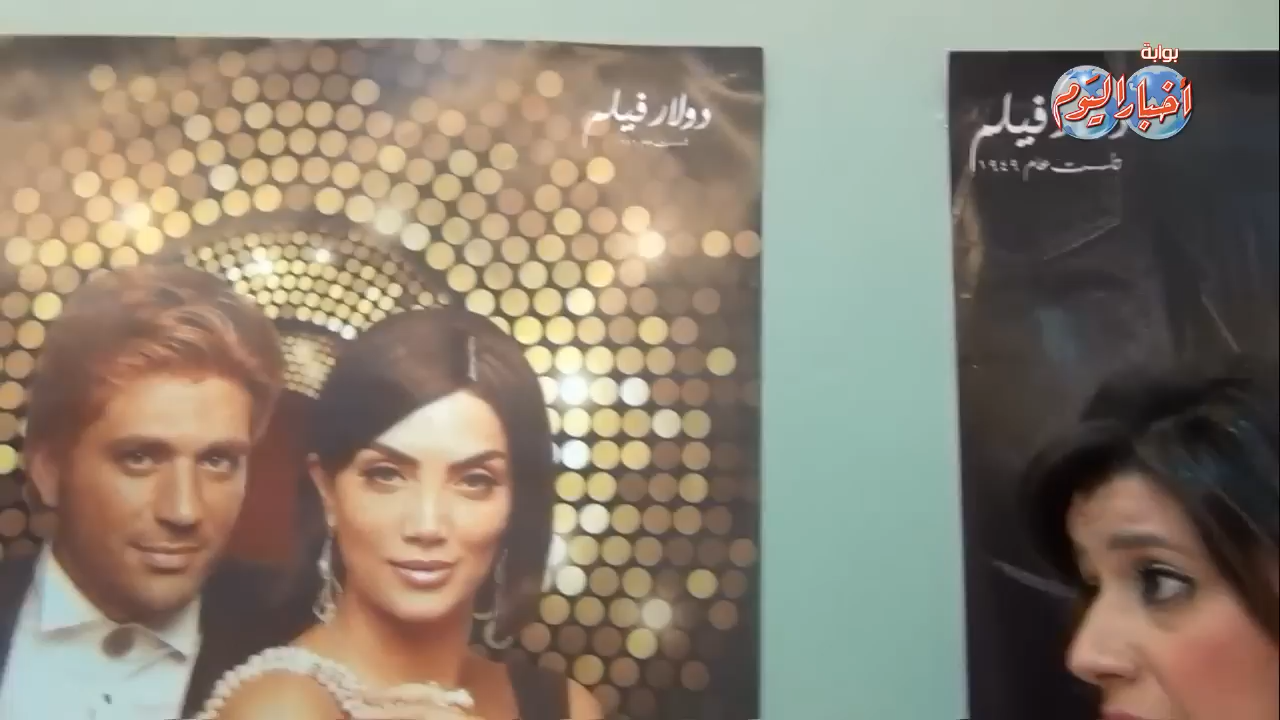 بوابة
أخبار اليوم
دولار فيلم
فيلم
تأسست عام ١٩٤٩